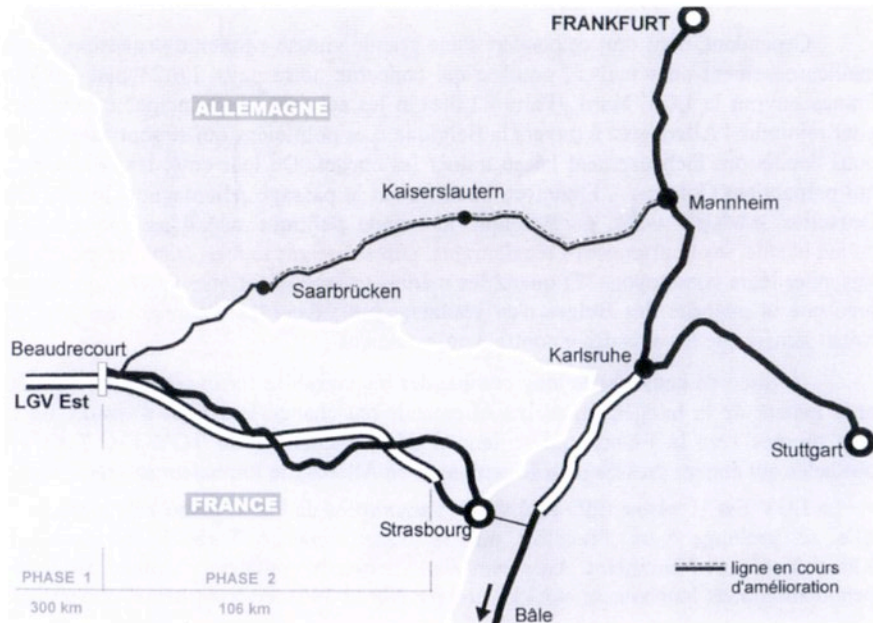 FRANKFURT
ALLEMAGNE
Kaiserslautern
Mannheim
Saarbrücken
Beaudrecourt
Karlsruhe
LGV Est
Stuttgart
FRANCE
Strasbourg
PHASE 1
PHASE 2
ligne en cours
d'amélioration
300 km
106 km
Bâle